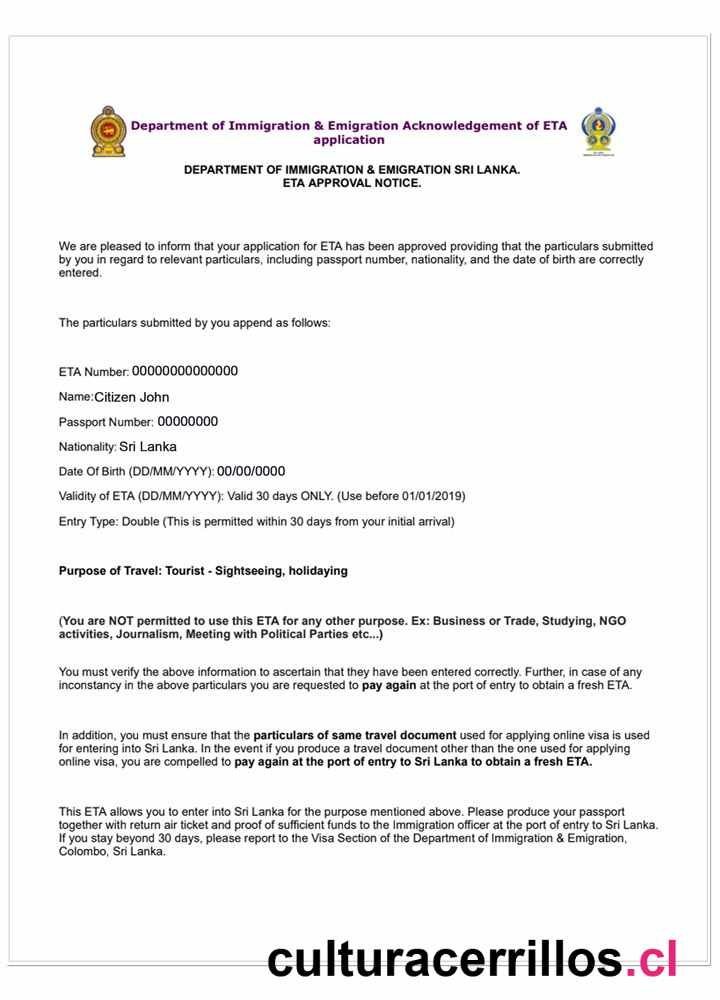 Department of Immigration & Emigration Acknowledgement of ETA
application
DEPARTMENT OF IMMIGRATION & EMIGRATION SRI LANKA.
ETA APPROVAL NOTICE.
We are pleased to inform that your application for ETA has been approved providing that the particulars submitted
by you in regard to relevant particulars, including passport number, nationality, and the date of birth are correctly
entered.
The particulars submitted by you append as follows:
ETA Number: 00000000000000
Name:Citizen John
Passport Number: 00000000
Nationality: Sri Lanka
Date Of Birth (DD/MM/YYYY): 00/00/0000
Validity of ETA (DD/MM/YYYY): Valid 30 days ONLY. (Use before 01/01/2019)
Entry Type: Double (This is permitted within 30 days from your initial arrival)
Purpose of Travel: Tourist - Sightseeing, holidaying
(You are NOT permitted to use this ETA for any other purpose. Ex: Business or Trade, Studying, NGO
activities, Journalism, Meeting with Political Parties etc...)
You must verify the above information to ascertain that they have been entered correctly. Further, in case of any
inconstancy in the above particulars you are requested to pay again at the port of entry to obtain a fresh ETA.
In addition, you must ensure that the particulars of same travel document used for applying online visa is used
for entering into Sri Lanka. In the event if you produce a travel document other than the one used for applying
online visa, you are compelled to pay again at the port of entry to Sri Lanka to obtain a fresh ETA.
This ETA allows you to enter into Sri Lanka for the purpose mentioned above. Please produce your passport
together with return air ticket and proof of sufficient funds to the Immigration officer at the port of entry to Sri Lanka.
If you stay beyond 30 days, please report to the Visa Section of the Department of Immigration & Emigration,
Colombo, Sri Lanka.
culturacerrillos.cl